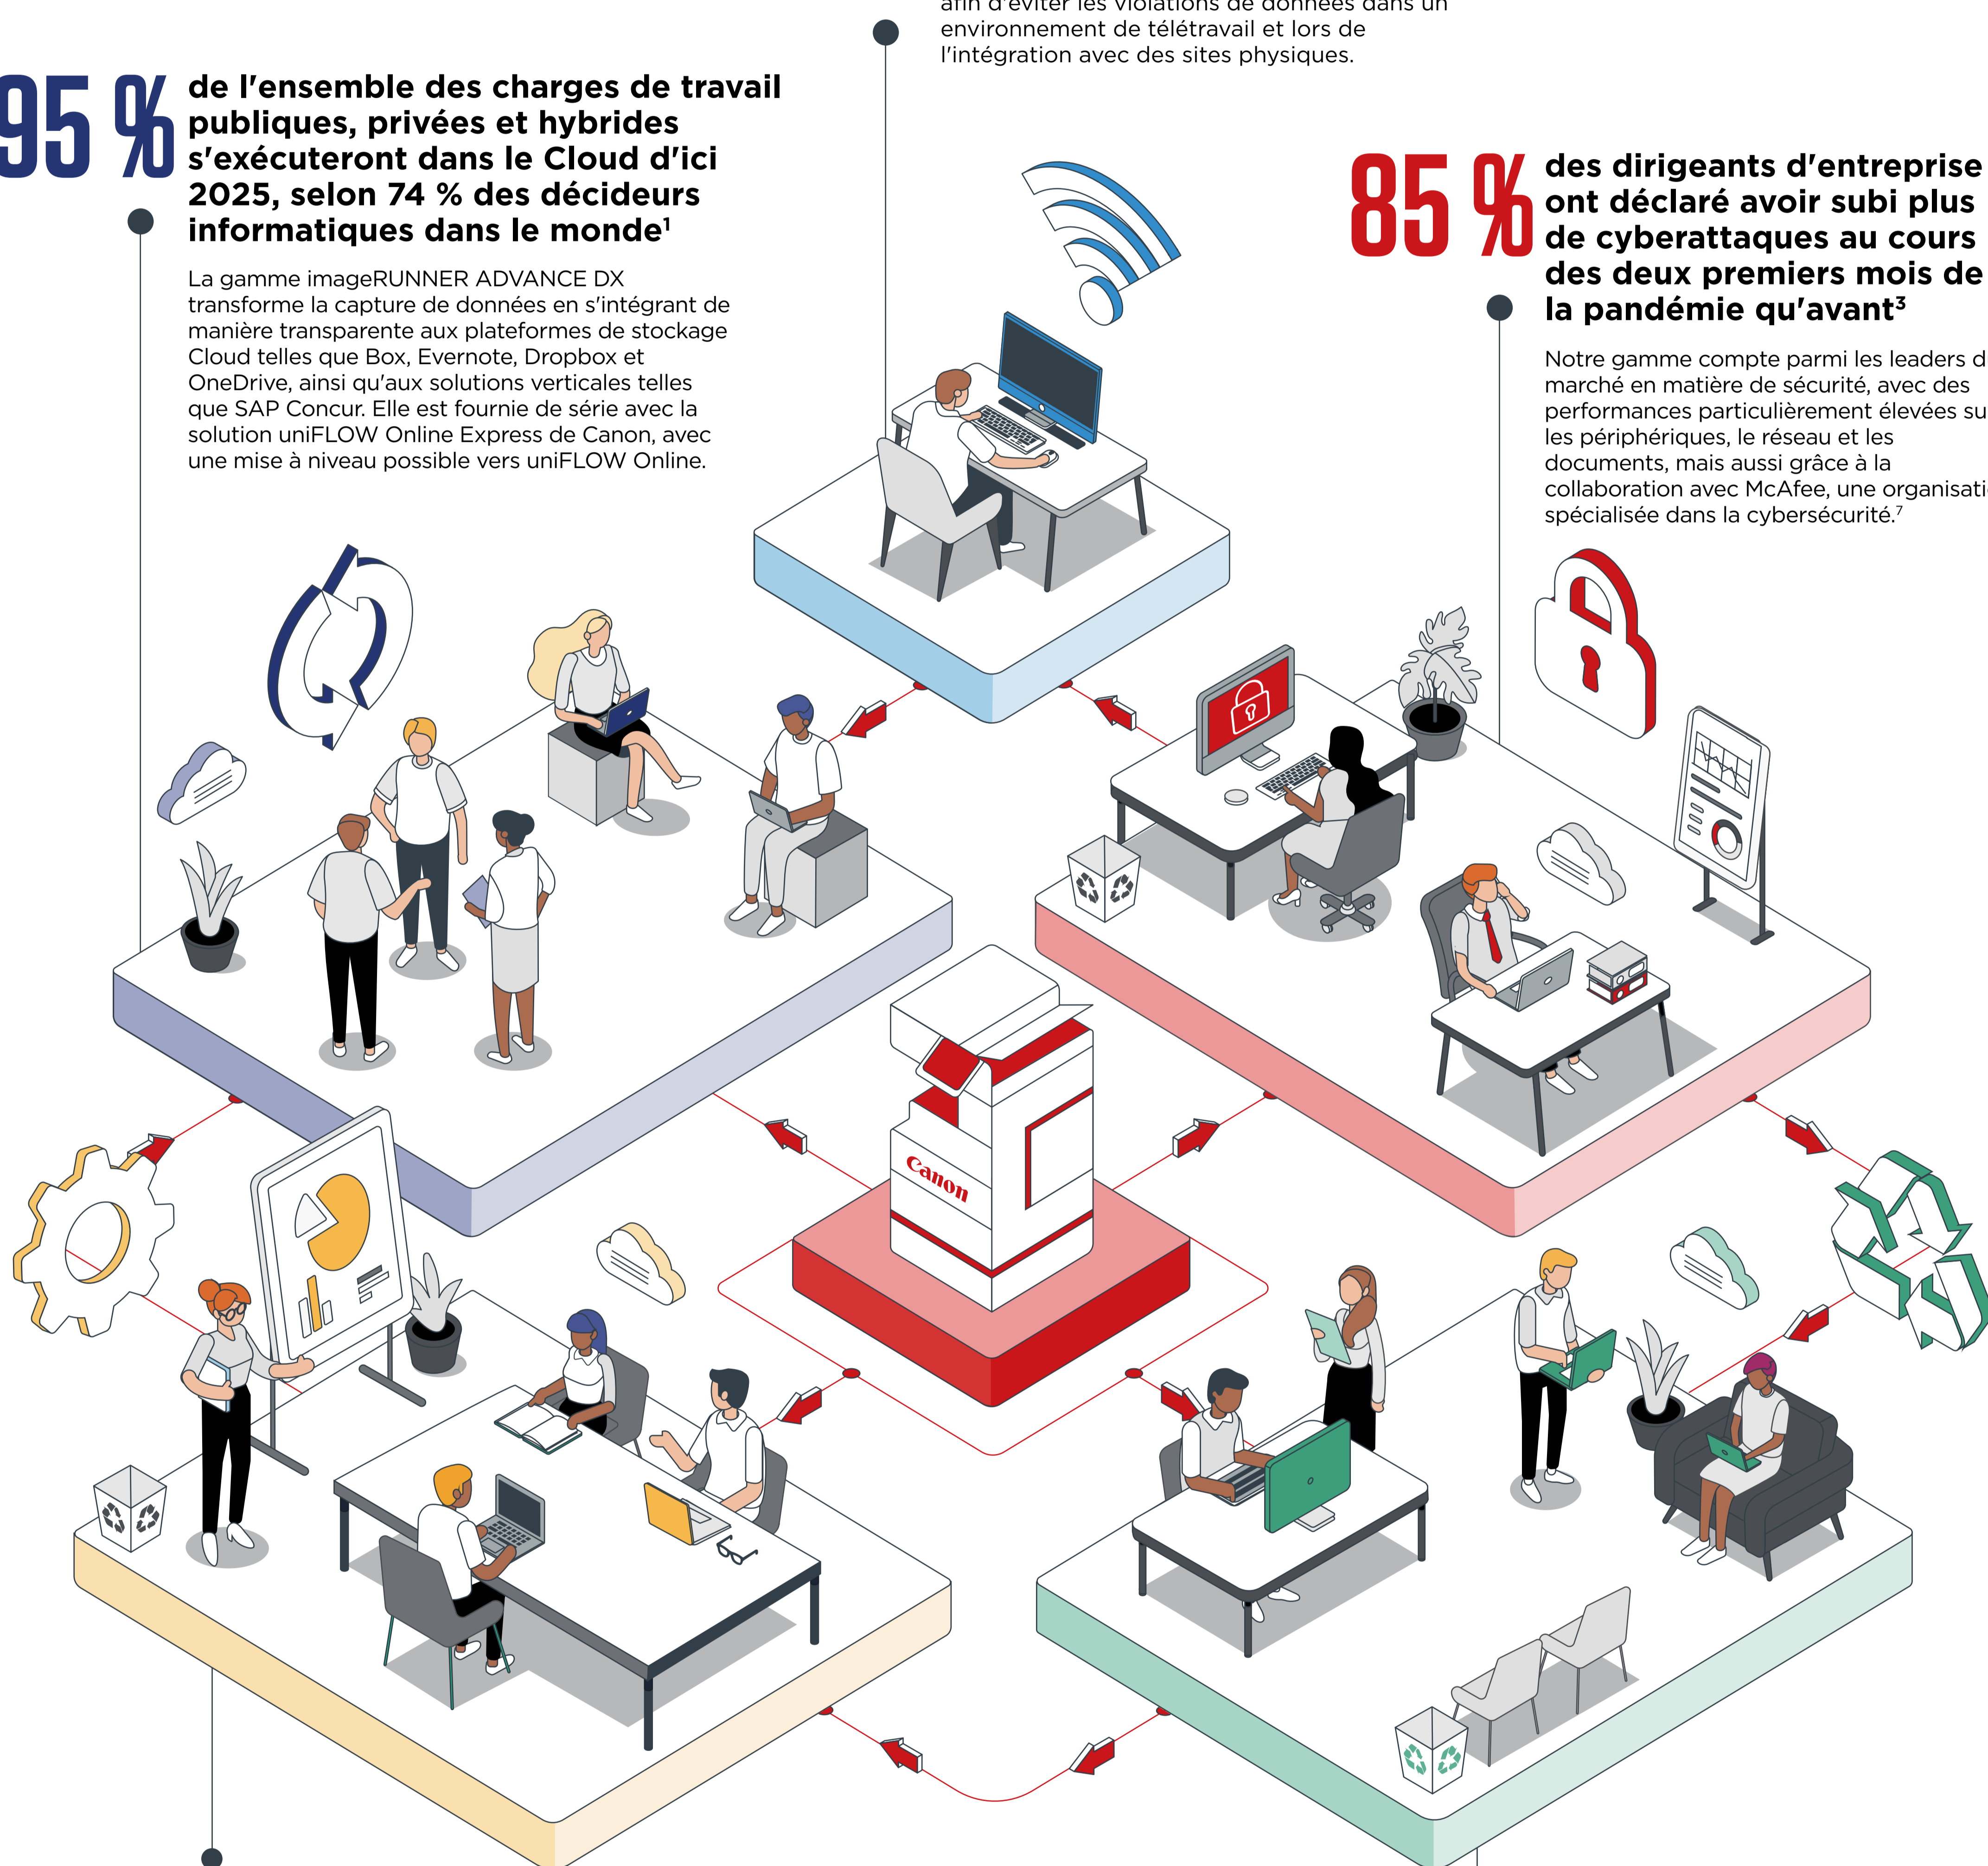 afin d'éviter les violations de données dans un
environnement de télétravail et lors de
l'intégration avec des sites physiques.
95 %
de l'ensemble des charges de travail
publiques, privées et hybrides
s'exécuteront dans le Cloud d'ici
2025, selon 74 % des décideurs
informatiques dans le monde¹
La gamme imageRUNNER ADVANCE DX
transforme la capture de données en s'intégrant de
manière transparente aux plateformes de stockage
Cloud telles que Box, Evernote, Dropbox et
OneDrive, ainsi qu'aux solutions verticales telles
que SAP Concur. Elle est fournie de série avec la
solution uniFLOW Online Express de Canon, avec
une mise à niveau possible vers uniFLOW Online.
85 %
des dirigeants d'entreprise
ont déclaré avoir subi plus
de cyberattaques au cours
des deux premiers mois de
la pandémie qu'avant³
Notre gamme compte parmi les leaders
marché en matière de sécurité, avec des
performances particulièrement élevées
les périphériques, le réseau et les
documents, mais aussi grâce à la
collaboration avec McAfee, une
spécialisée dans la cybersécurité.⁷
Canon